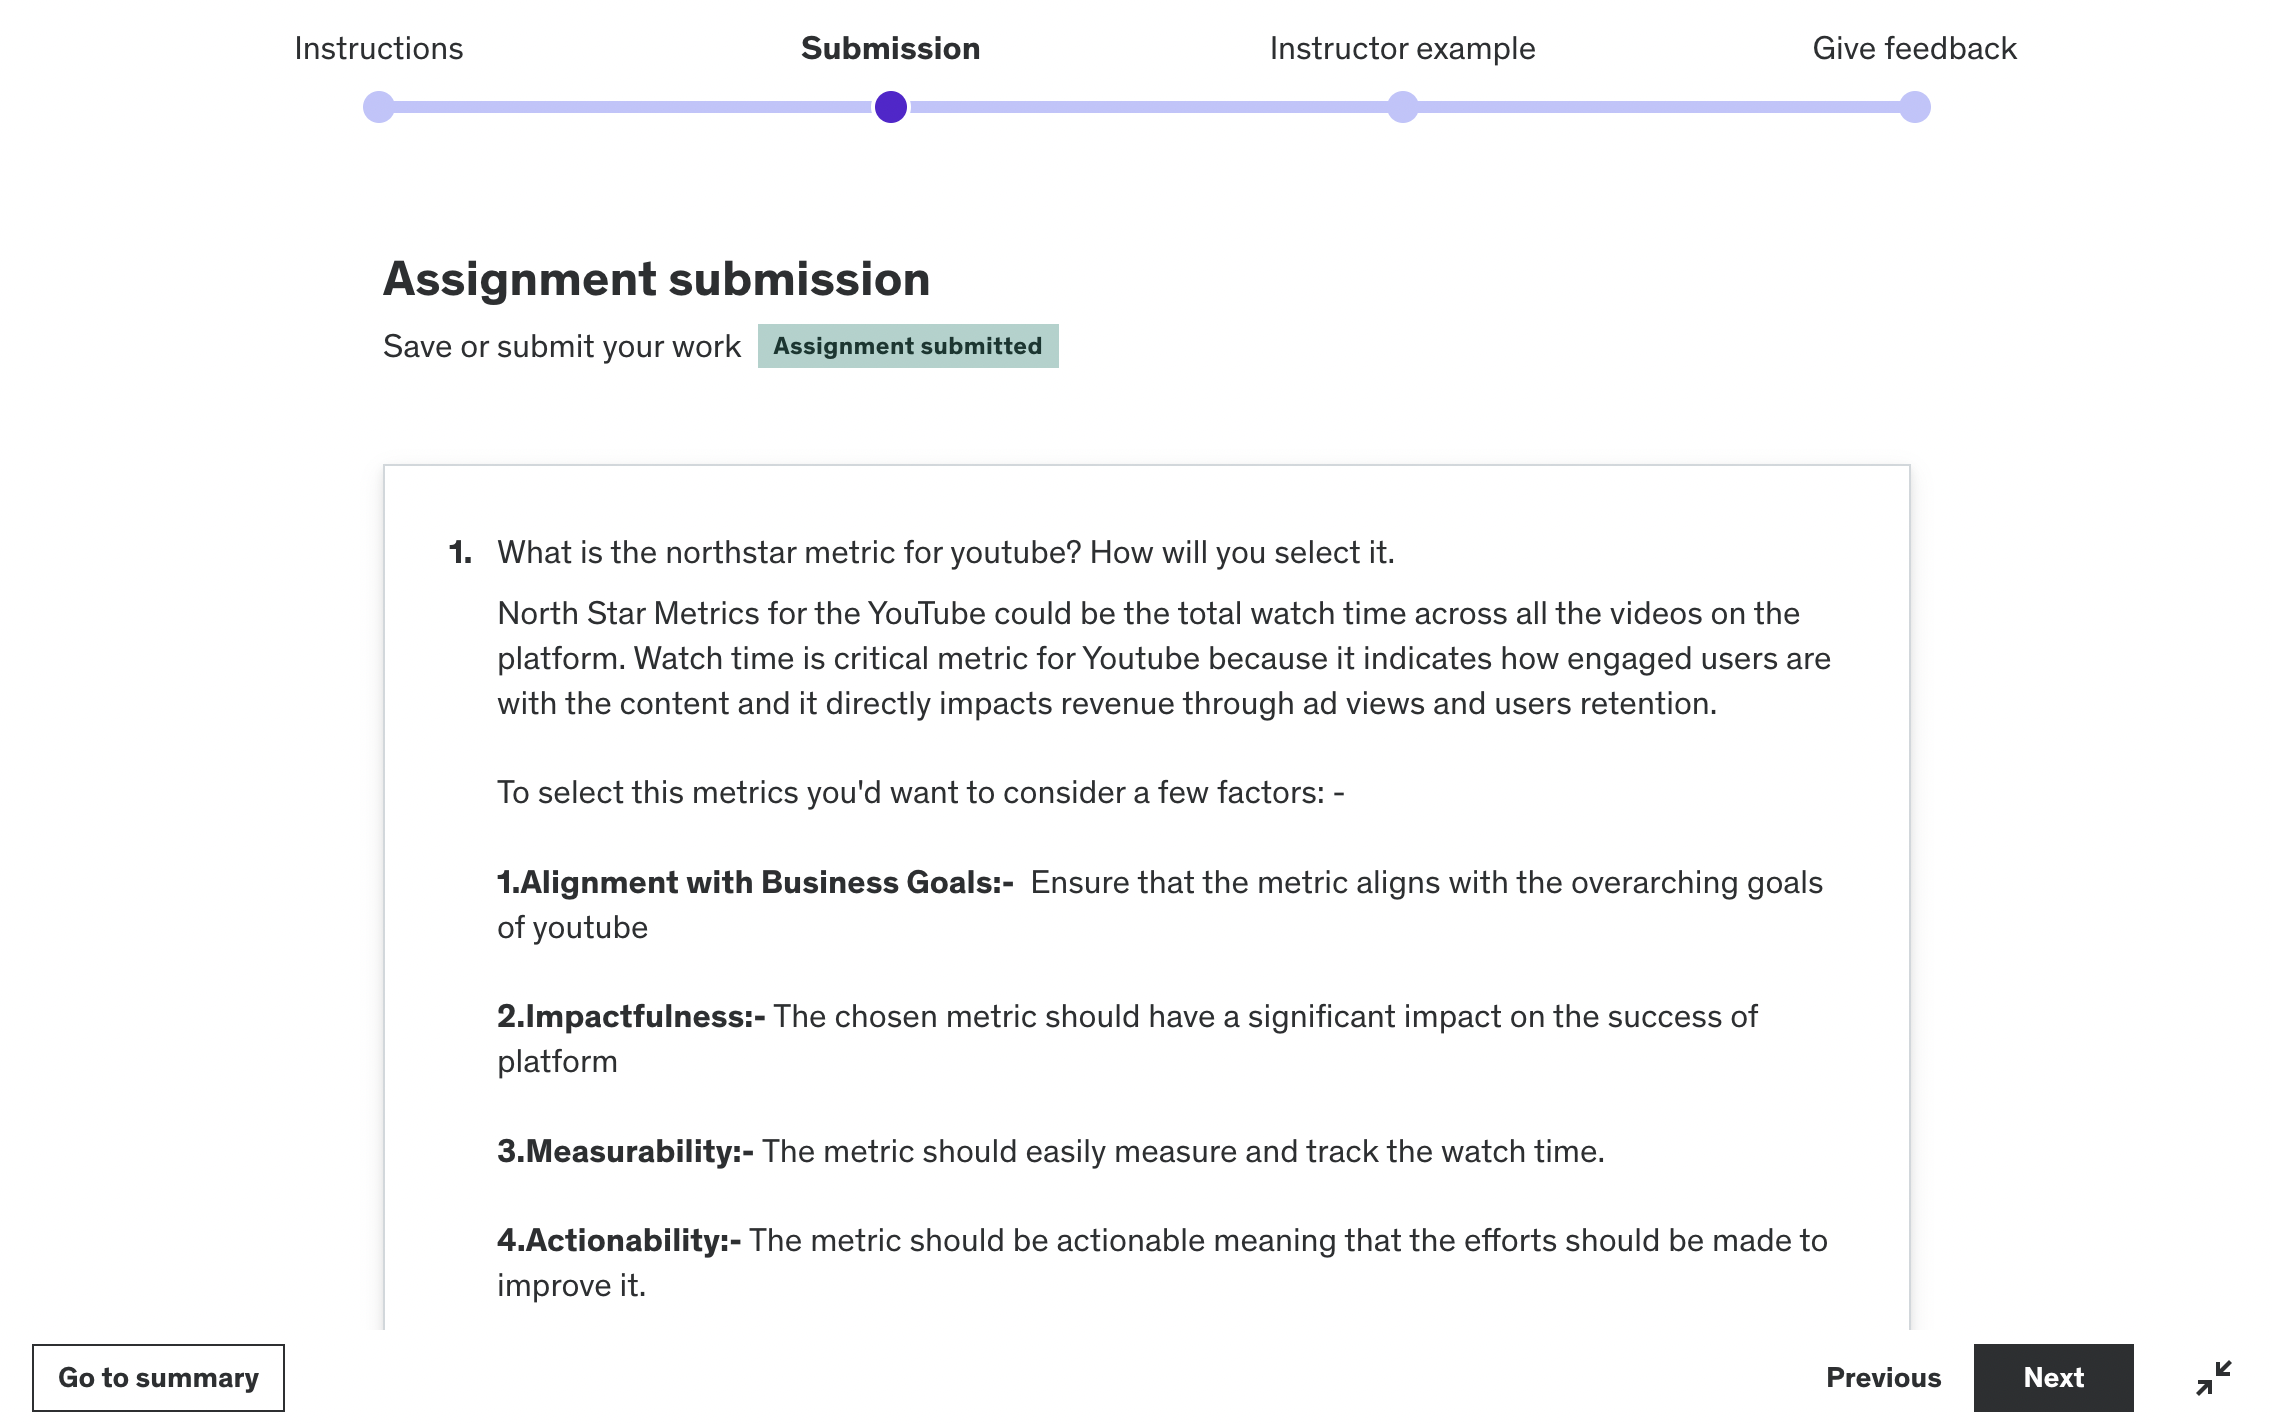 Instructions
Submission
Instructor example
Give feedback
Assignment submission
Save or submit your work
Assignment submitted
1. What is the northstar metric for youtube? How will you select it.
North Star Metrics for the YouTube could be the total watch time across all the videos on the
platform. Watch time is critical metric for Youtube because it indicates how engaged users are
with the content and it directly impacts revenue through ad views and users retention.
To select this metrics you'd want to consider a few factors: -
1.Alignment with Business Goals:- Ensure that the metric aligns with the overarching goals
of youtube
2.Impactfulness:- The chosen metric should have a significant impact on the success of
platform
3.Measurability:- The metric should easily measure and track the watch time.
4.Actionability:- The metric should be actionable meaning that the efforts should be made to
improve it.
Go to summary
Previous
Next